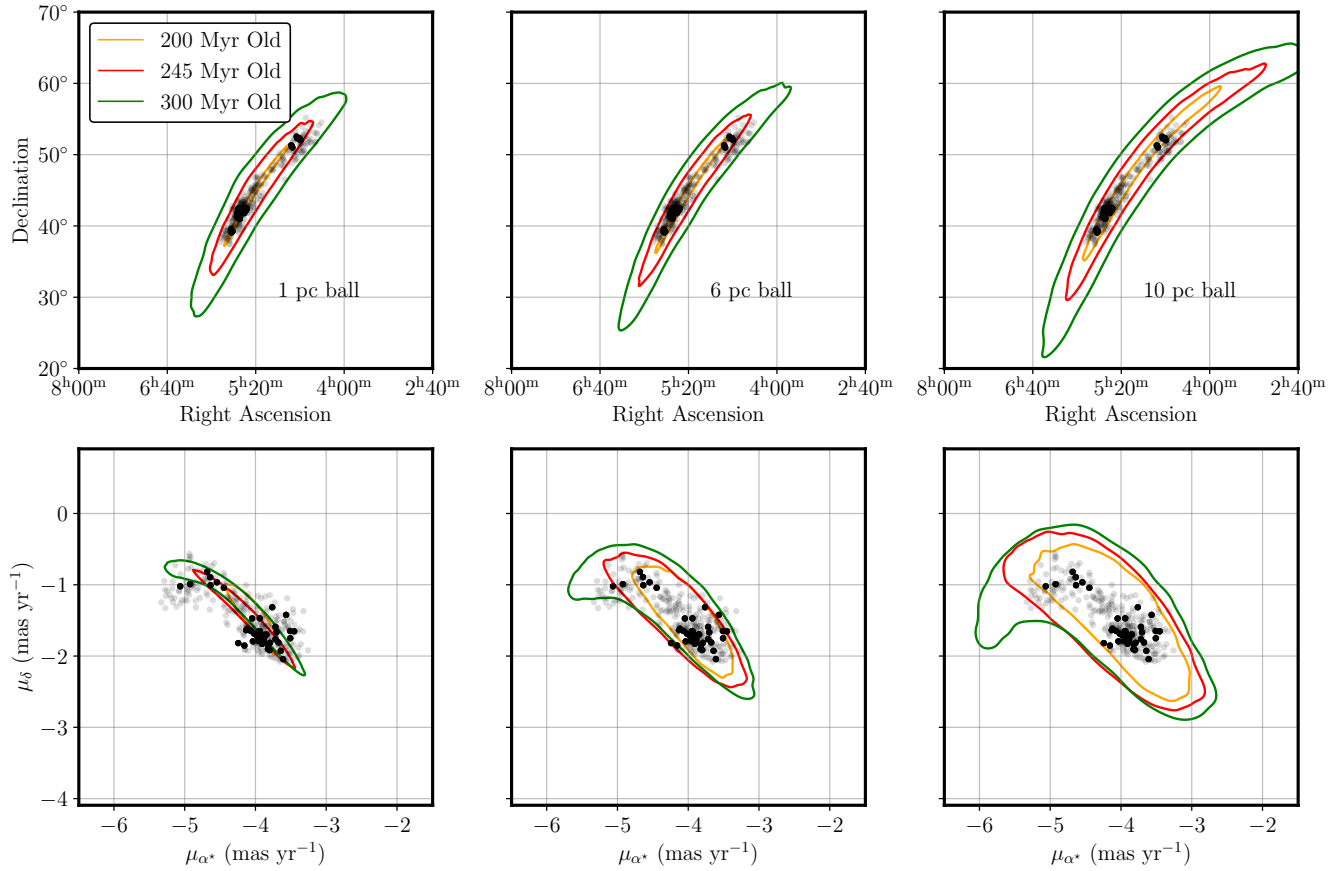 200 Myr Old
245 Myr Old
300 Myr Old
70°
60°
50°
40°
30°
20°
Declination
1 pc ball
6 pc ball
10 pc ball
8ʰ00ᵐ 6ʰ40ᵐ 5ʰ20ᵐ 4ʰ00ᵐ
8ʰ00ᵐ 6ʰ40ᵐ 5ʰ20ᵐ 4ʰ00ᵐ
8ʰ00ᵐ 6ʰ40ᵐ 5ʰ20ᵐ 4ʰ00ᵐ 2ʰ40ᵐ
Right Ascension
Right Ascension
Right Ascension
0
−1
−2
−3
−4
μδ (mas yr⁻¹)
−6 −5 −4 −3 −2
−6 −5 −4 −3 −2
−6 −5 −4 −3 −2
μα⋆ (mas yr⁻¹)
μα⋆ (mas yr⁻¹)
μα⋆ (mas yr⁻¹)